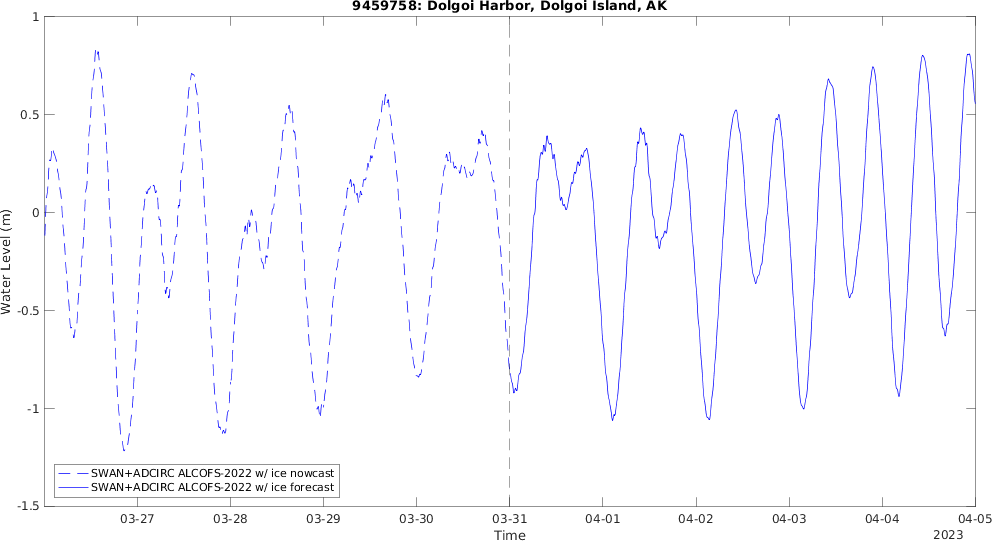 9459758: Dolgoi Harbor, Dolgoi Island, AK
1
0.5
0
-0.5
-1
-1.5
Water Level (m)
SWAN+ADCIRC ALCOFS-2022 w/ ice nowcast
SWAN+ADCIRC ALCOFS-2022 w/ ice forecast
03-27 03-28 03-29 03-30 03-31 04-01 04-02 04-03 04-04 04-05
Time
2023